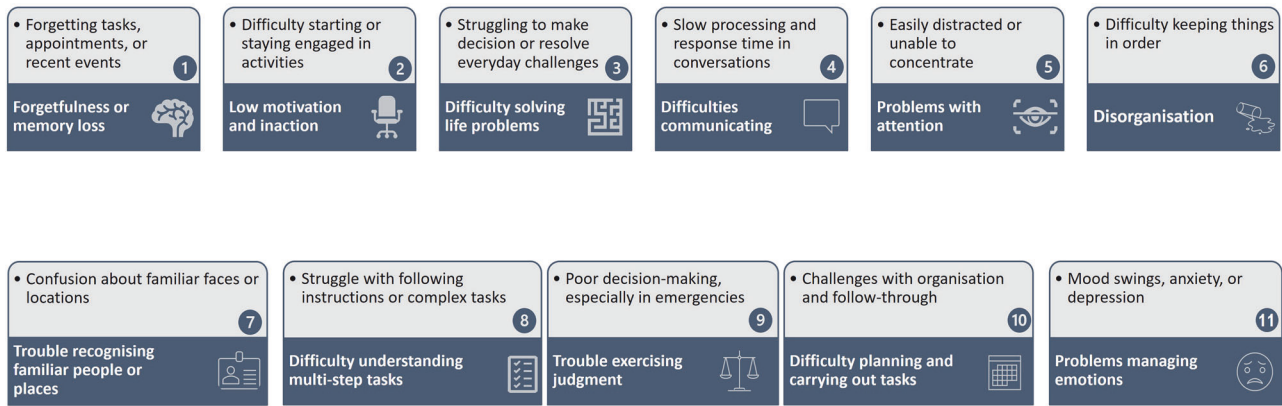 • Forgetting tasks,
appointments, or
recent events
1
Forgetfulness or
memory loss
• Difficulty starting or
staying engaged in
activities
2
Low motivation
and inaction
• Struggling to make
decision or resolve
everyday challenges
3
Difficulty solving
life problems
• Slow processing and
response time in
conversations
4
Difficulties
communicating
• Easily distracted or
unable to
concentrate
5
Problems with
attention
• Difficulty keeping things
in order
6
Disorganisation
• Confusion about familiar faces or
locations
7
Trouble recognising
familiar people or
places
• Struggle with following
instructions or complex tasks
8
Difficulty understanding
multi-step tasks
• Poor decision-making,
especially in emergencies
9
Trouble exercising
judgment
• Challenges with organisation
and follow-through
10
Difficulty planning and
carrying out tasks
• Mood swings, anxiety, or
depression
11
Problems managing
emotions